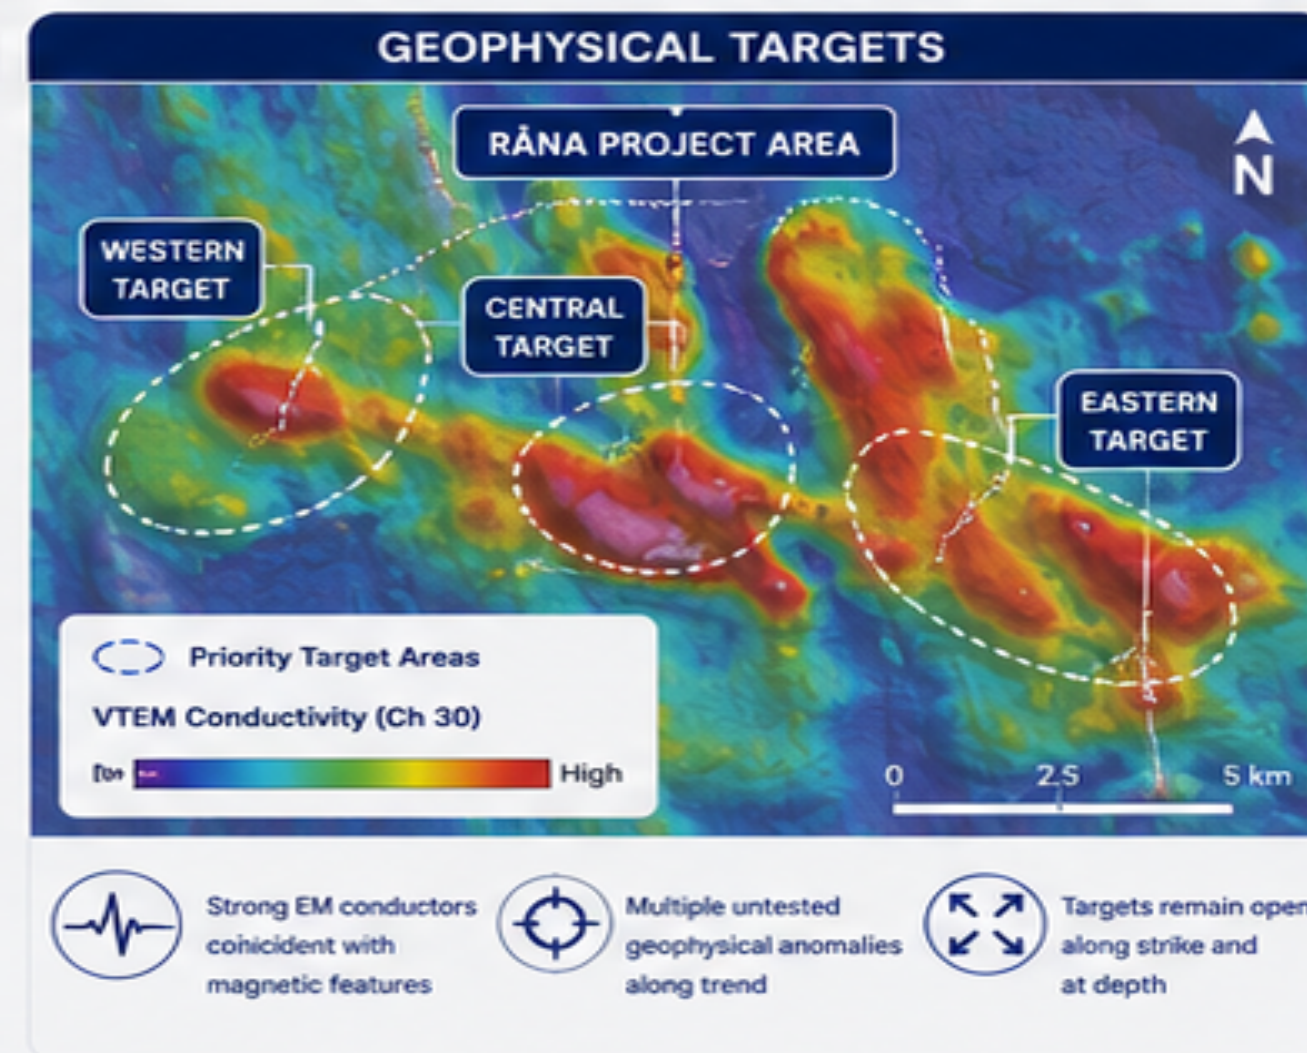 GEOPHYSICAL TARGETS
RÅNA PROJECT AREA
N
WESTERN
TARGET
CENTRAL
TARGET
EASTERN
TARGET
Priority Target Areas
VTEM Conductivity (Ch 30)
High
0 2.5 5 km
Strong EM conductors
coincident with
magnetic features
Multiple untested
geophysical anomalies
along trend
Targets remain open
along strike and
at depth